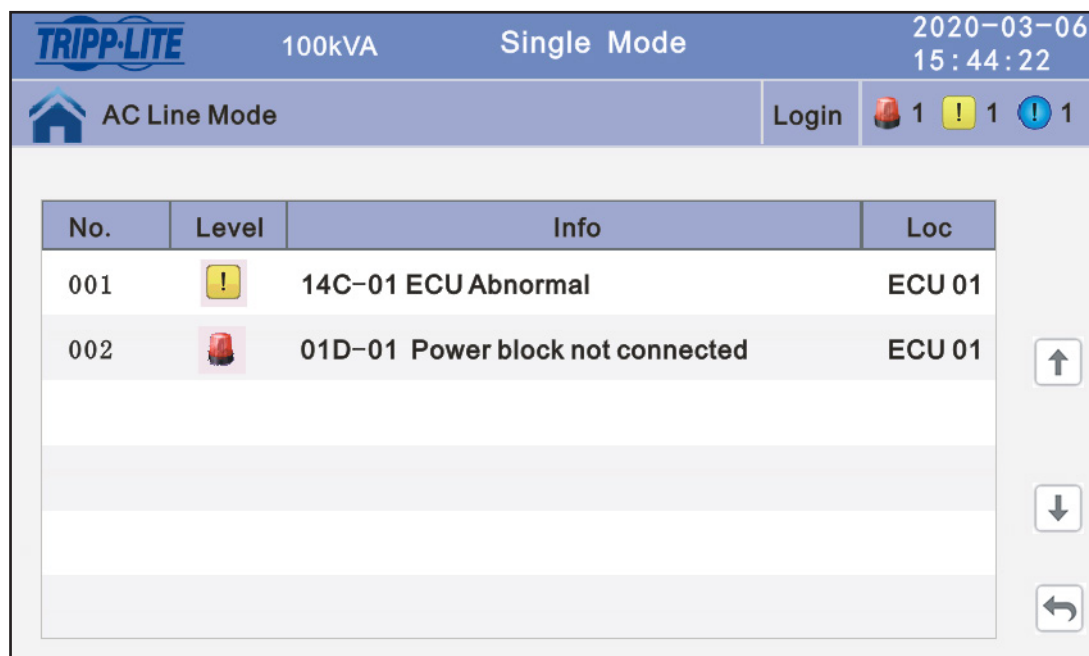 TRIPP·LITE 100kVA Single Mode 2020-03-06
15:44:22
AC Line Mode Login 1 ! 1 ! 1
No. Level Info Loc
001 ! 14C-01 ECU Abnormal ECU 01
002 01D-01 Power block not connected ECU 01